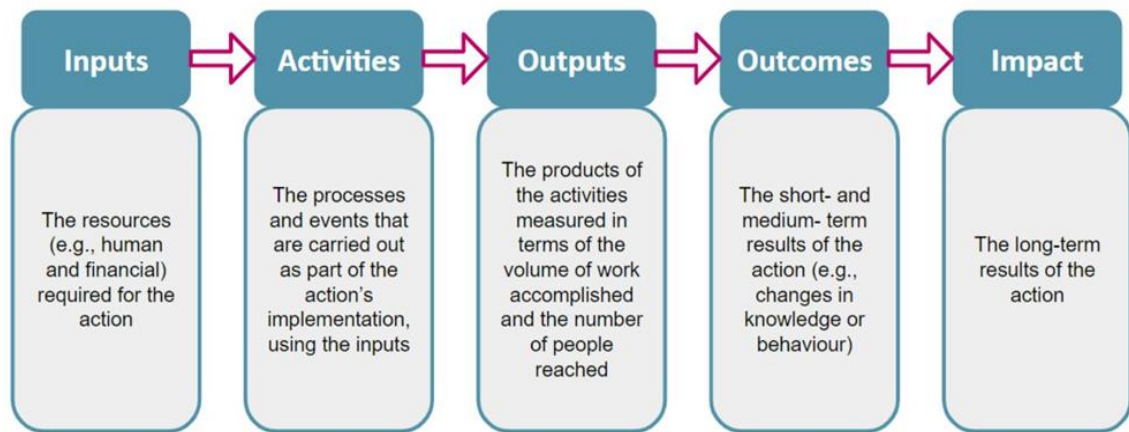 Inputs
Activities
Outputs
Outcomes
Impact
The resources
(e.g., human
and financial)
required for the
action
The processes
and events that
are carried out
as part of the
action's
implementation,
using the inputs
The products of
the activities
measured in
terms of the
volume of work
accomplished
and the number
of people
reached
The short- and
medium- term
results of the
action (e.g.,
changes in
knowledge or
behaviour)
The long-term
results of the
action